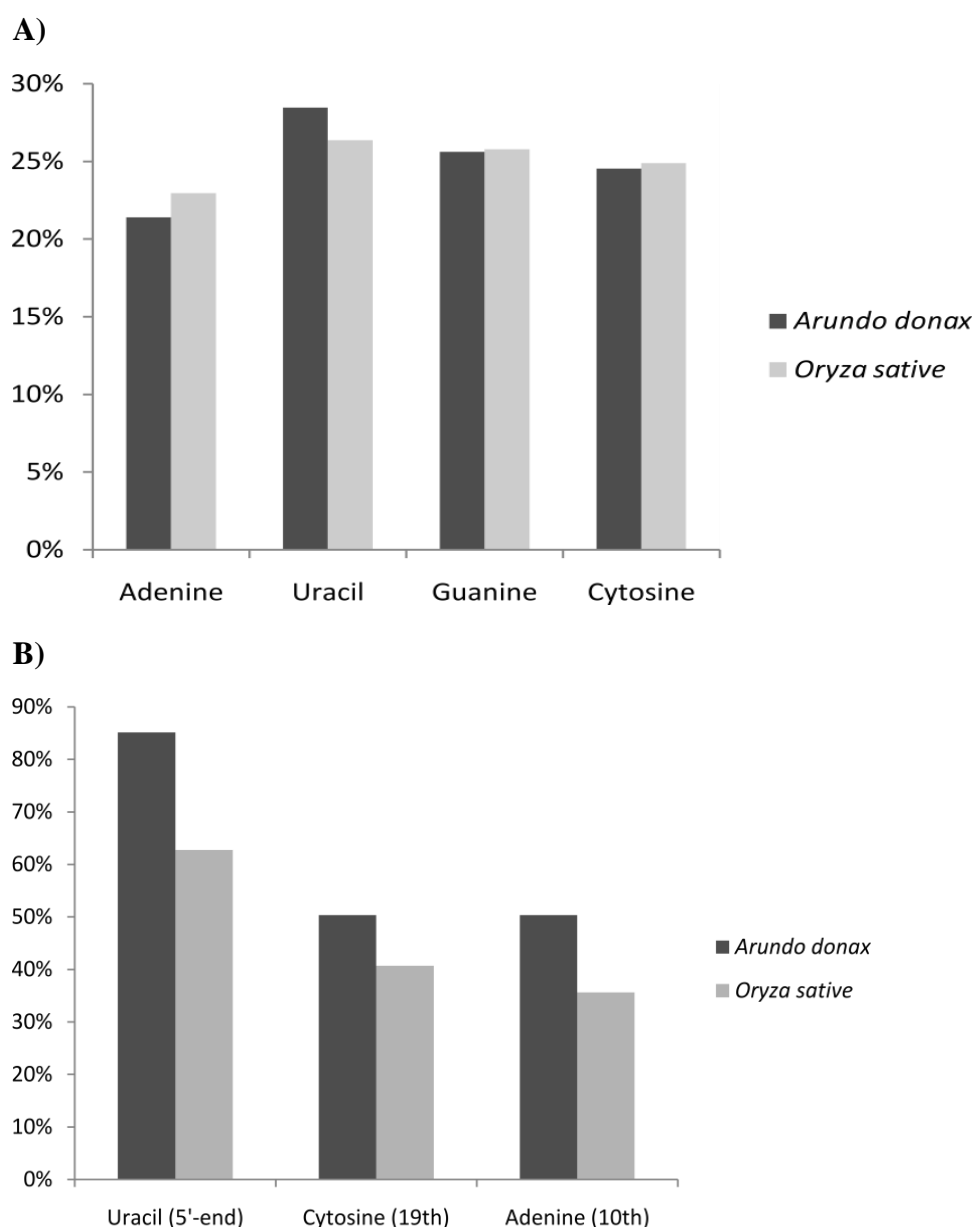 A)
30%
25%
20%
15%
10%
5%
0%
Adenine Uracil Guanine Cytosine
Arundo donax
Oryza sative
B)
90%
80%
70%
60%
50%
40%
30%
20%
10%
0%
Uracil (5'-end) Cytosine (19th) Adenine (10th)
Arundo donax
Oryza sative